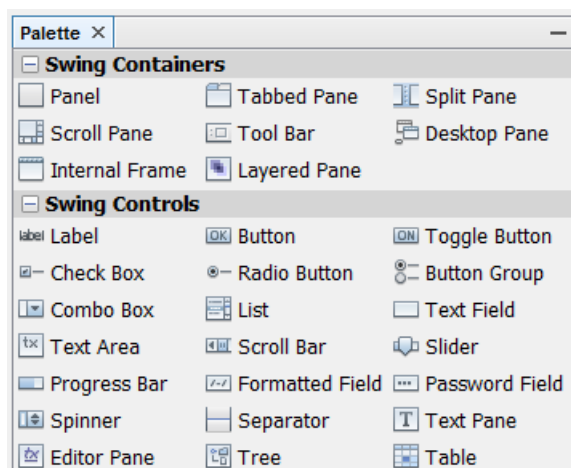 Palette ×
Swing Containers
Panel Tabbed Pane Split Pane
Scroll Pane Tool Bar Desktop Pane
Internal Frame Layered Pane
Swing Controls
label Label OK Button ON Toggle Button
Check Box Radio Button Button Group
Combo Box List Text Field
tx Text Area Scroll Bar Slider
Progress Bar Formatted Field Password Field
Spinner Separator T Text Pane
tx Editor Pane Tree Table